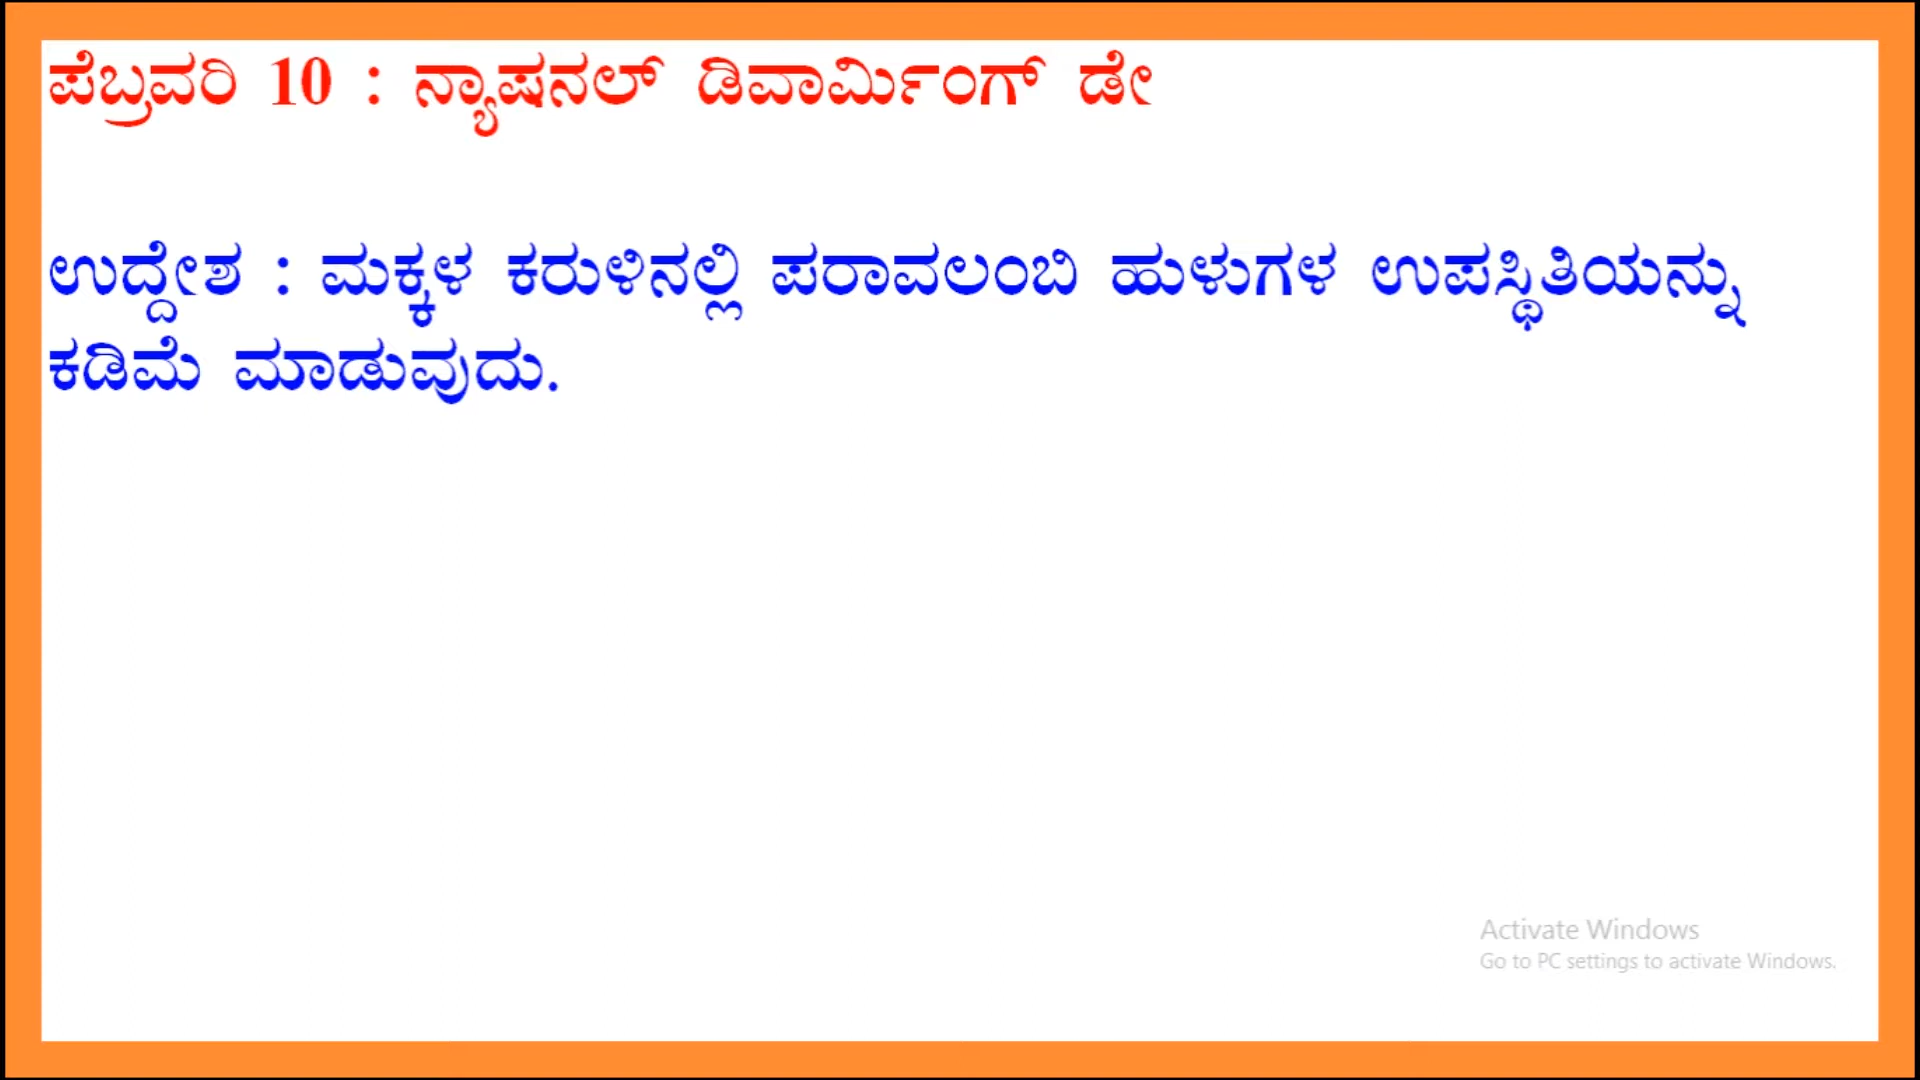 ಪೆಬ್ರವರಿ 10 : ನ್ಯಾಷನಲ್ ಡಿವಾರ್ಮಿಂಗ್ ಡೇ
ಉದ್ದೇಶ : ಮಕ್ಕಳ ಕರುಳಿನಲ್ಲಿ ಪರಾವಲಂಬಿ ಹುಳುಗಳ ಉಪಸ್ಥಿತಿಯನ್ನು
ಕಡಿಮೆ ಮಾಡುವುದು.
Activate Windows
Go to PC settings to activate Windows.